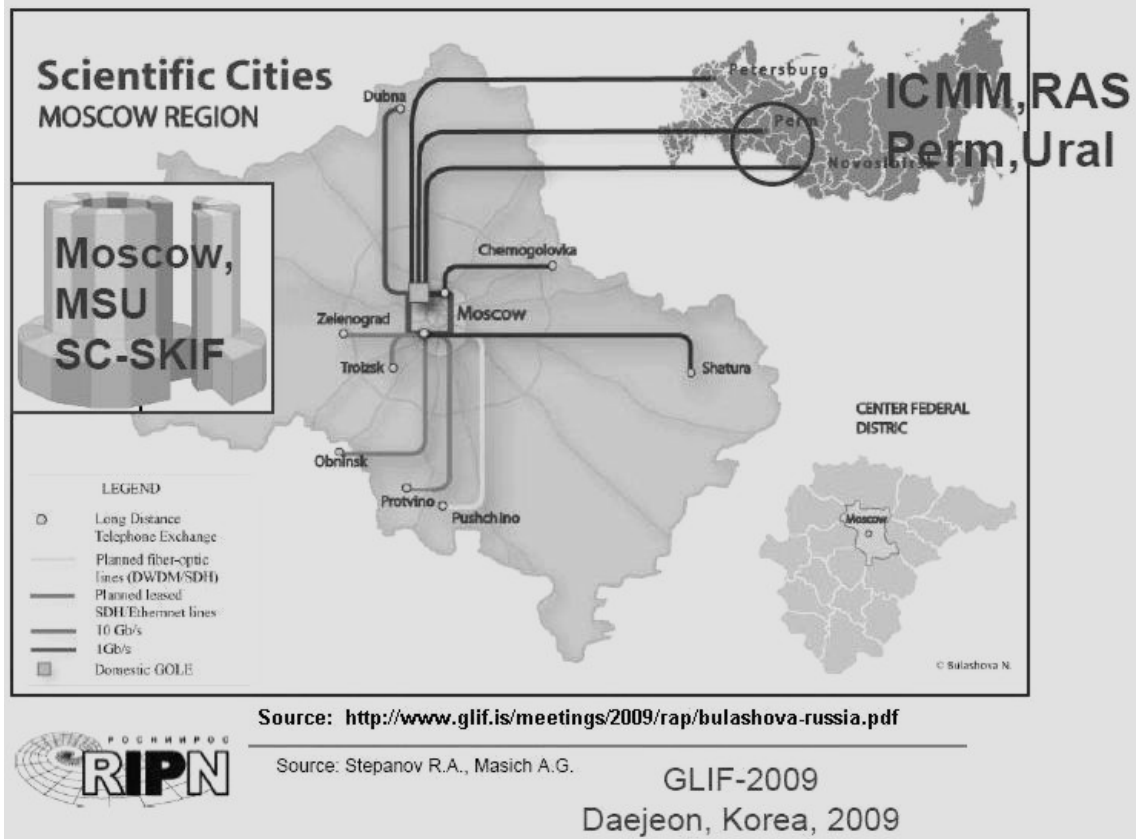 Scientific Cities
MOSCOW REGION
Dubna
Petersburg
Perm
ICMM,RAS
Perm,Ural
Moscow,
MSU
SC-SKIF
Chernogolovka
Zelenograd
Moscow
Troizsk
Shatura
Obninsk
Protvino
Pushchino
CENTER FEDERAL
DISTRIC
Moscow
LEGEND
Long Distance
Telephone Exchange
Planned fiber-optic
lines (DWDM/SDH)
Planned leased
SDH/Ethemnet lines
10 Gb/s
1Gb/s
Domestic GOLE
© Bulashova N.
Source: http://www.glif.is/meetings/2009/rap/bulashova-russia.pdf
РОСНИИРОС
RIPN
Source: Stepanov R.A., Masich A.G.
GLIF-2009
Daejeon, Korea, 2009